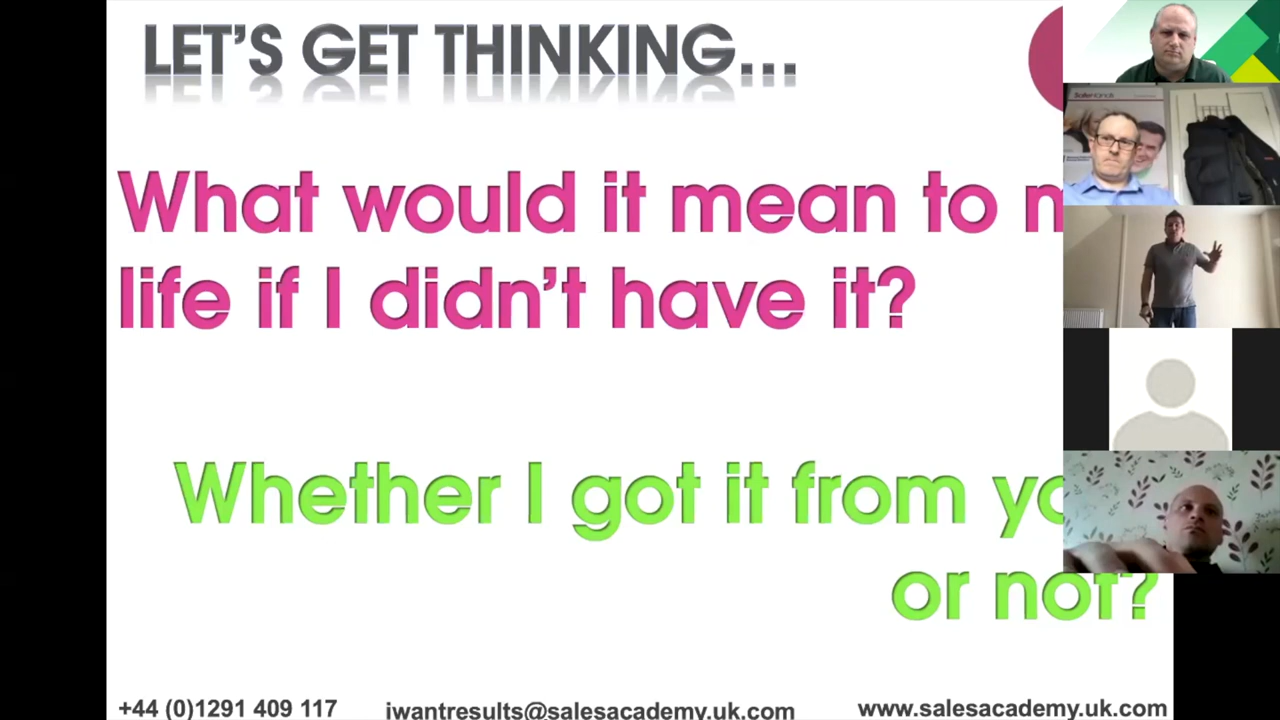 LET'S GET THINKING...
What would it mean to
life if I didn't have it?
Whether I got it from
or not?
+44 (0)1291 409 117 iwantresults@salesacademy.uk.com www.salesacademy.uk.com